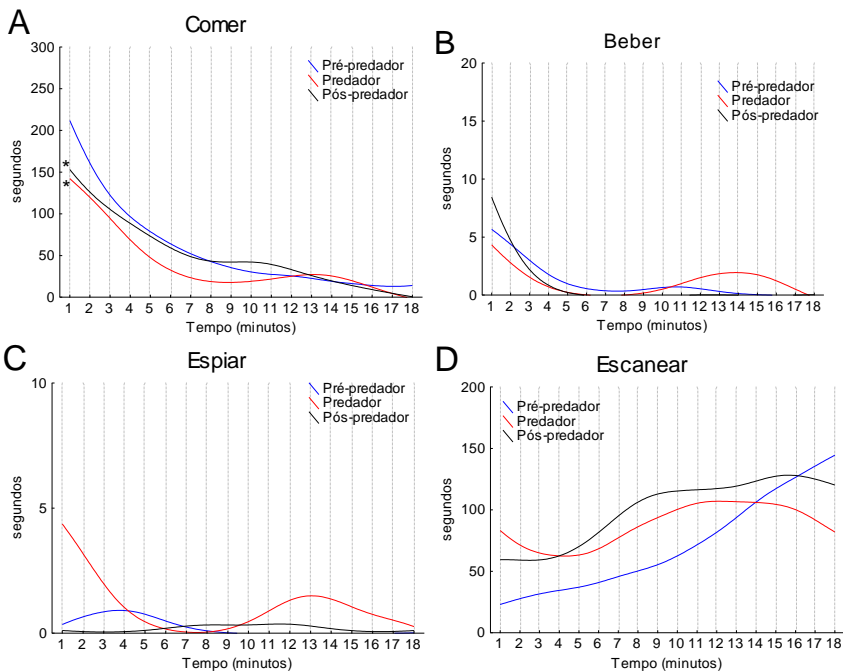 A
Comer
300
250
200
150
100
50
0
segundos
Pré-predador
Predador
Pós-predador
*
*
1 2 3 4 5 6 7 8 9 10 11 12 13 14 15 16 17 18
Tempo (minutos)
B
Beber
20
15
10
5
0
segundos
Pré-predador
Predador
Pós-predador
1 2 3 4 5 6 7 8 9 10 11 12 13 14 15 16 17 18
Tempo (minutos)
C
Espiar
10
5
0
segundos
Pré-predador
Predador
Pós-predador
1 2 3 4 5 6 7 8 9 10 11 12 13 14 15 16 17 18
Tempo (minutos)
D
Escanear
200
150
100
50
0
segundos
Pré-predador
Predador
Pós-predador
1 2 3 4 5 6 7 8 9 10 11 12 13 14 15 16 17 18
Tempo (minutos)